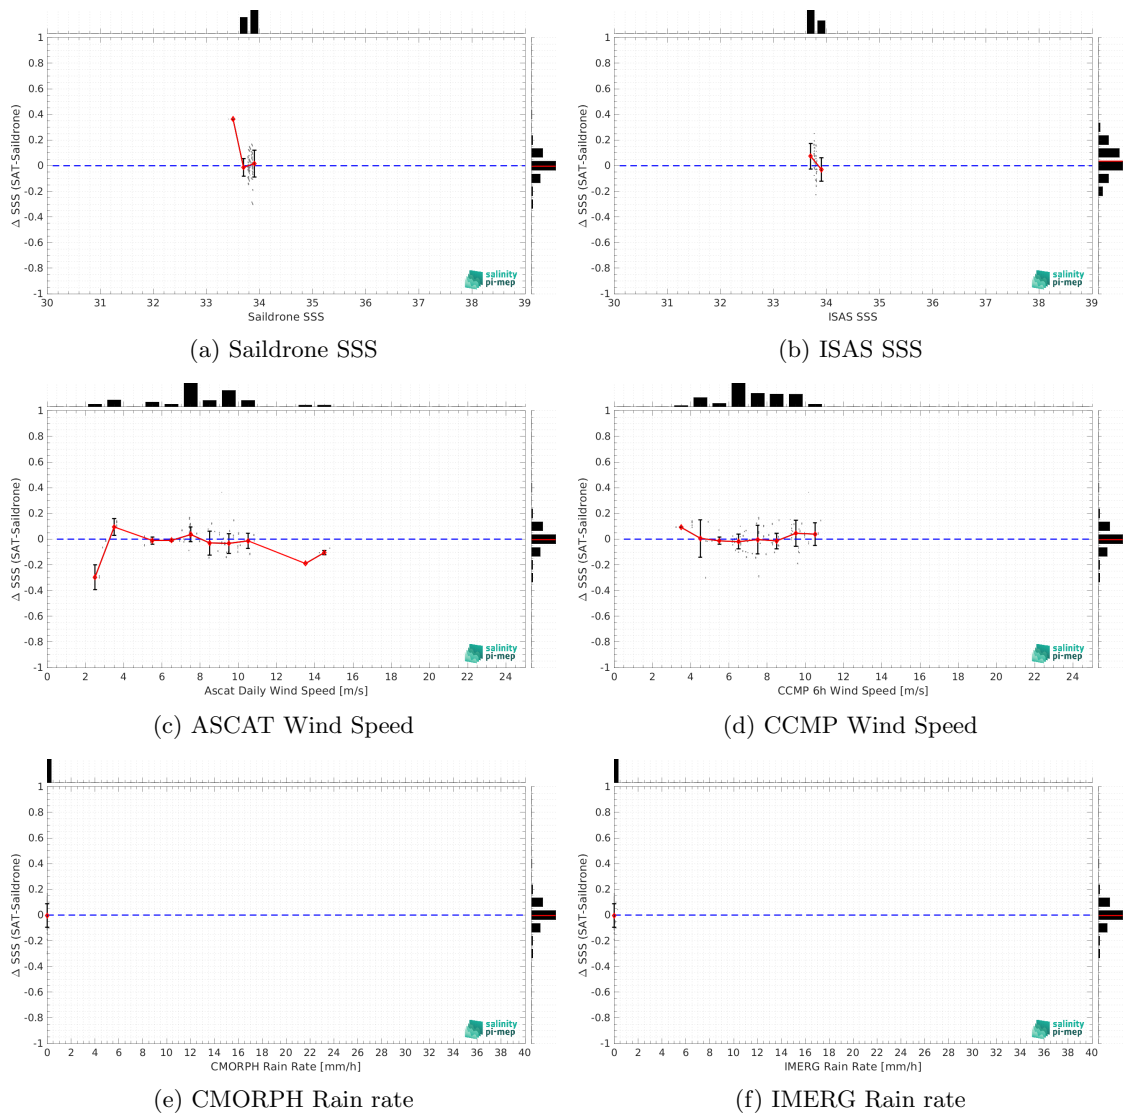 1
0.8
0.6
0.4
0.2
0
-0.2
-0.4
-0.6
-0.8
-1
Δ SSS (SAT-Saildrone)
30 31 32 33 34 35 36 37 38 39
Saildrone SSS
salinity
pi-mep
(a) Saildrone SSS
1
0.8
0.6
0.4
0.2
0
-0.2
-0.4
-0.6
-0.8
-1
Δ SSS (SAT-Saildrone)
30 31 32 33 34 35 36 37 38 39
ISAS SSS
salinity
pi-mep
(b) ISAS SSS
1
0.8
0.6
0.4
0.2
0
-0.2
-0.4
-0.6
-0.8
-1
Δ SSS (SAT-Saildrone)
0 2 4 6 8 10 12 14 16 18 20 22 24
Ascat Daily Wind Speed [m/s]
salinity
pi-mep
(c) ASCAT Wind Speed
1
0.8
0.6
0.4
0.2
0
-0.2
-0.4
-0.6
-0.8
-1
Δ SSS (SAT-Saildrone)
0 2 4 6 8 10 12 14 16 18 20 22 24
CCMP 6h Wind Speed [m/s]
salinity
pi-mep
(d) CCMP Wind Speed
1
0.8
0.6
0.4
0.2
0
-0.2
-0.4
-0.6
-0.8
-1
Δ SSS (SAT-Saildrone)
0 2 4 6 8 10 12 14 16 18 20 22 24 26 28 30 32 34 36 38 40
CMORPH Rain Rate [mm/h]
salinity
pi-mep
(e) CMORPH Rain rate
1
0.8
0.6
0.4
0.2
0
-0.2
-0.4
-0.6
-0.8
-1
Δ SSS (SAT-Saildrone)
0 2 4 6 8 10 12 14 16 18 20 22 24 26 28 30 32 34 36 38 40
IMERG Rain Rate [mm/h]
salinity
pi-mep
(f) IMERG Rain rate